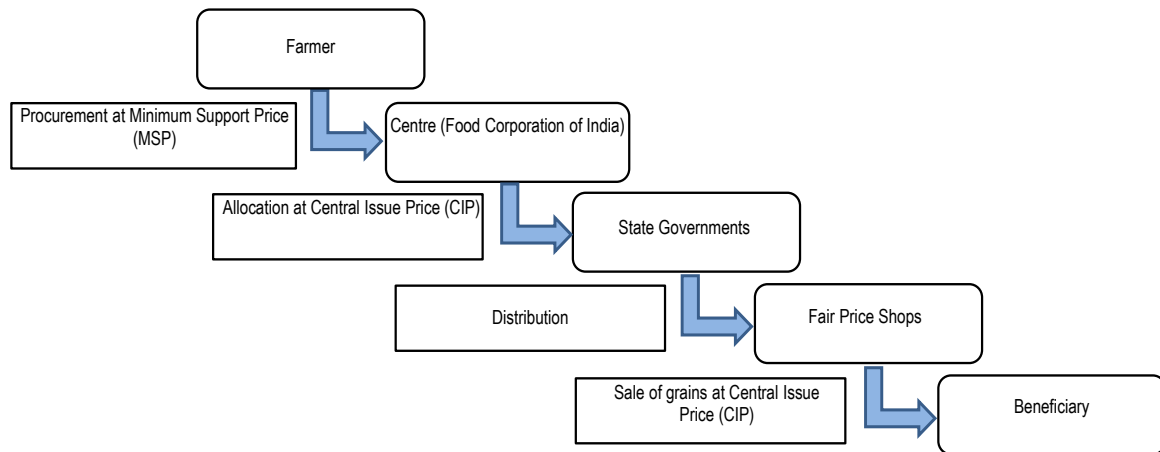 Farmer
Procurement at Minimum Support Price
(MSP)
Centre (Food Corporation of India)
Allocation at Central Issue Price (CIP)
State Governments
Distribution
Fair Price Shops
Sale of grains at Central Issue
Price (CIP)
Beneficiary